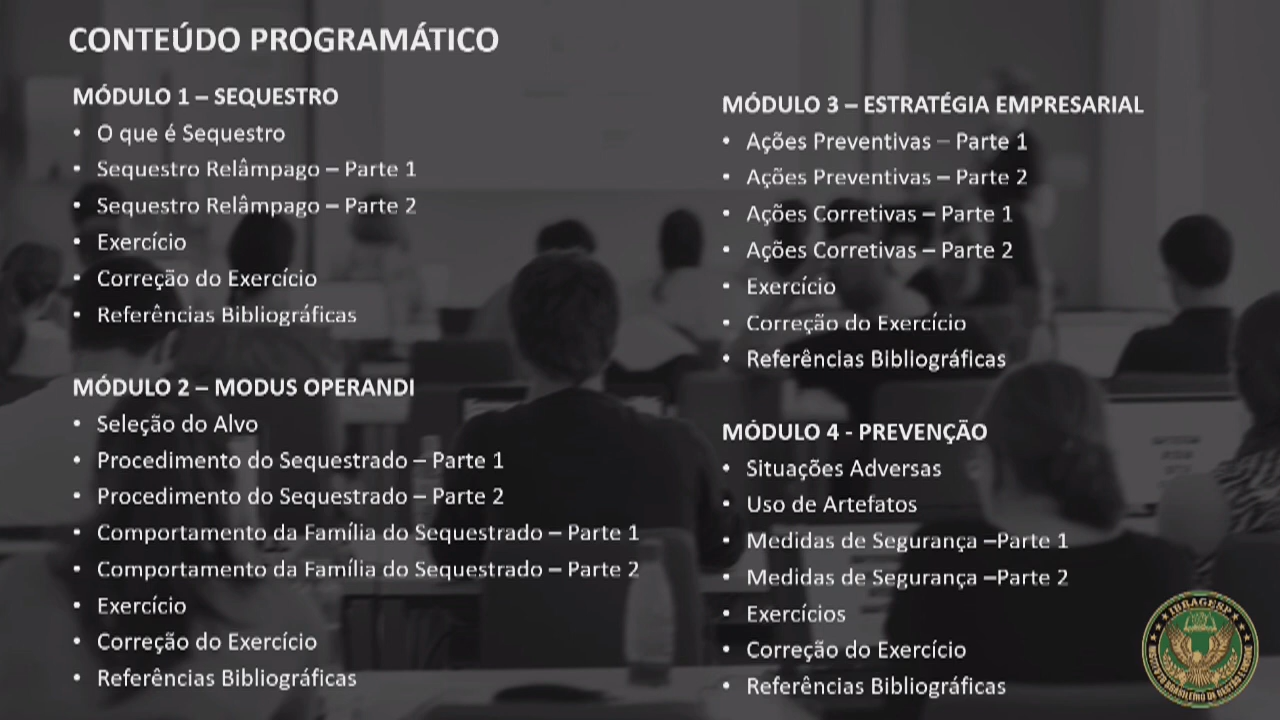 CONTEÚDO PROGRAMÁTICO
MÓDULO 1 – SEQUESTRO
• O que é Sequestro
• Sequestro Relâmpago – Parte 1
• Sequestro Relâmpago – Parte 2
• Exercício
• Correção do Exercício
• Referências Bibliográficas
MÓDULO 2 – MODUS OPERANDI
• Seleção do Alvo
• Procedimento do Sequestrado – Parte 1
• Procedimento do Sequestrado – Parte 2
• Comportamento da Família do Sequestrado – Parte 1
• Comportamento da Família do Sequestrado – Parte 2
• Exercício
• Correção do Exercício
• Referências Bibliográficas
MÓDULO 3 – ESTRATÉGIA EMPRESARIAL
• Ações Preventivas – Parte 1
• Ações Preventivas – Parte 2
• Ações Corretivas – Parte 1
• Ações Corretivas – Parte 2
• Exercício
• Correção do Exercício
• Referências Bibliográficas
MÓDULO 4 - PREVENÇÃO
• Situações Adversas
• Uso de Artefatos
• Medidas de Segurança –Parte 1
• Medidas de Segurança –Parte 2
• Exercícios
• Correção do Exercício
• Referências Bibliográficas
IBRAGESP
INSTITUTO BRASILEIRO DE GESTÃO E